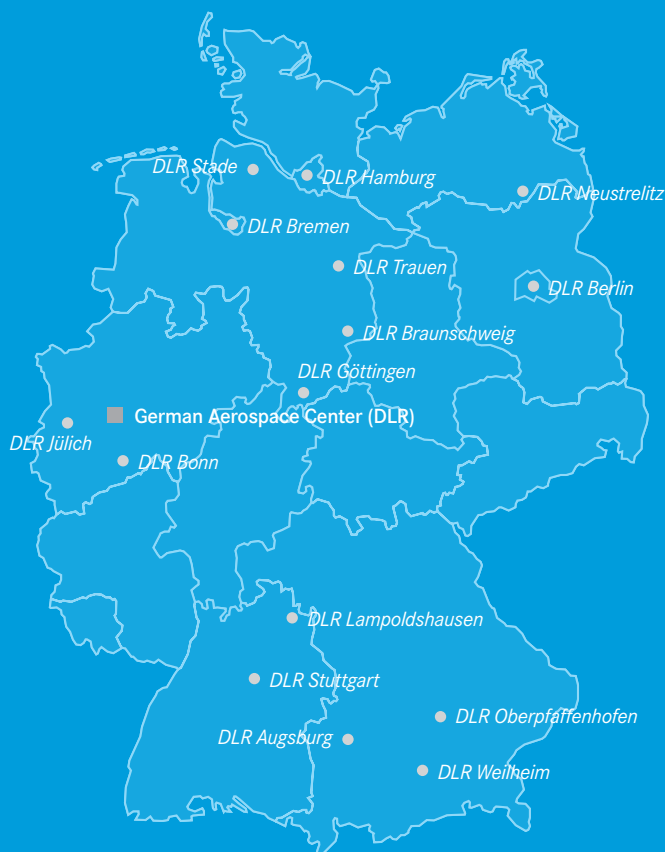 DLR Stade
DLR Hamburg
DLR Neustrelitz
DLR Bremen
DLR Trauen
DLR Berlin
DLR Braunschweig
DLR Göttingen
German Aerospace Center (DLR)
DLR Jülich
DLR Bonn
DLR Lampoldshausen
DLR Stuttgart
DLR Oberpfaffenhofen
DLR Augsburg
DLR Weilheim